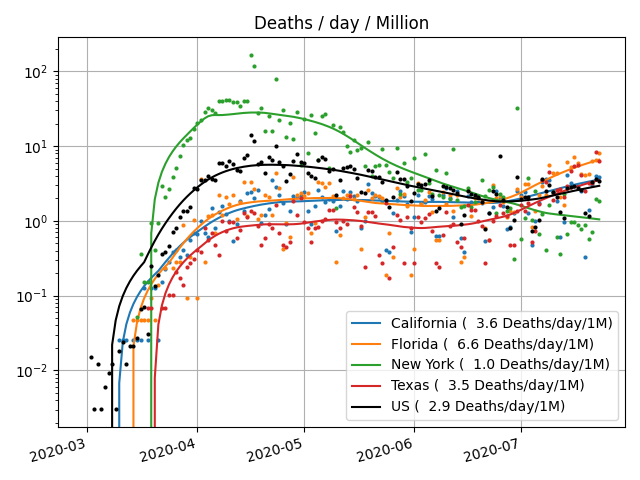 Deaths / day / Million
10²
10¹
10⁰
10⁻¹
10⁻²
California (  3.6 Deaths/day/1M)
Florida (  6.6 Deaths/day/1M)
New York (  1.0 Deaths/day/1M)
Texas (  3.5 Deaths/day/1M)
US (  2.9 Deaths/day/1M)
2020-03 2020-04 2020-05 2020-06 2020-07